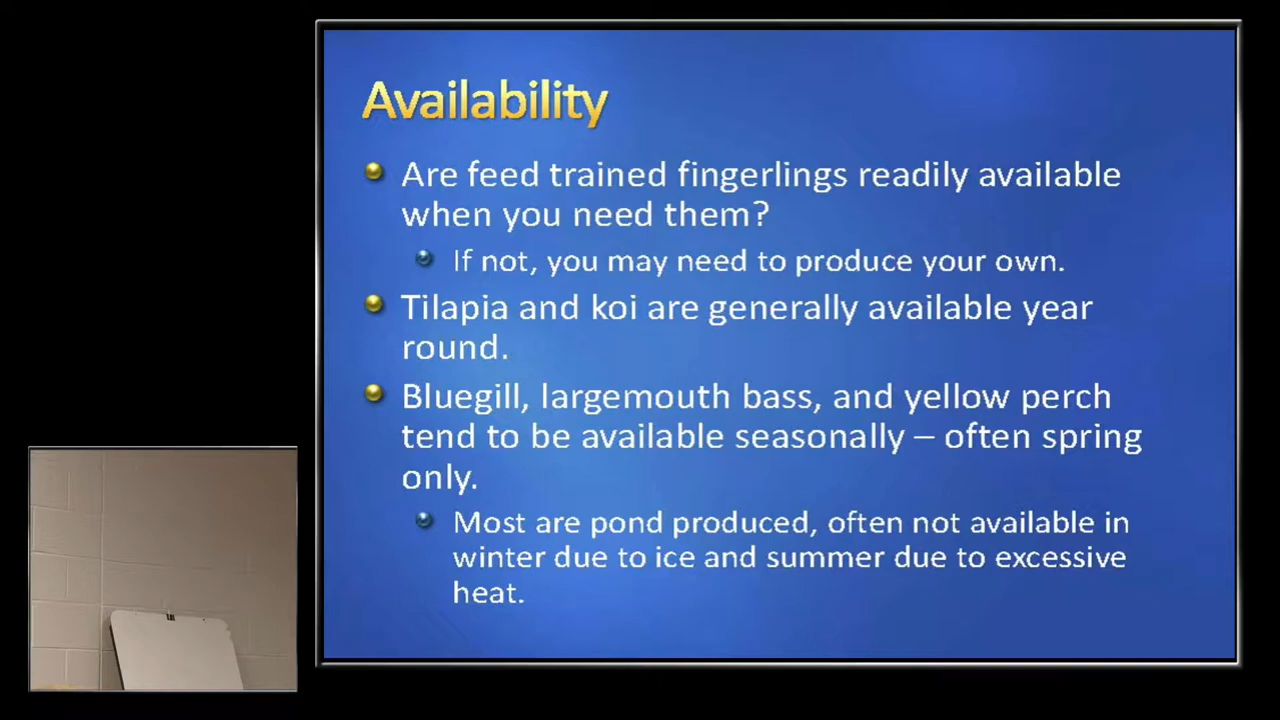 Availability
Are feed trained fingerlings readily available
when you need them?
If not, you may need to produce your own.
Tilapia and koi are generally available year
round.
Bluegill, largemouth bass, and yellow perch
tend to be available seasonally – often spring
only.
Most are pond produced, often not available in
winter due to ice and summer due to excessive
heat.